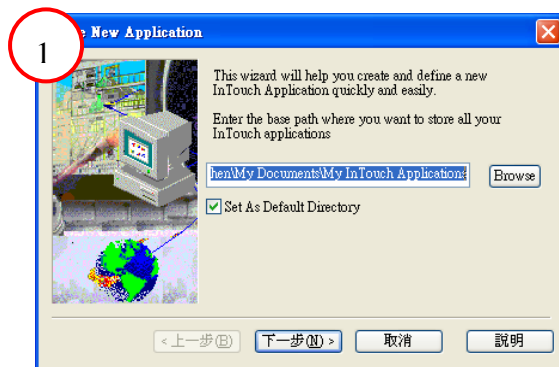 1
New Application
This wizard will help you create and define a new
InTouch Application quickly and easily.
Enter the base path where you want to store all your
InTouch applications
hen\My Documents\My InTouch Applications
Browse
Set As Default Directory
<上一步(B)
下一步(N) >
取消
說明